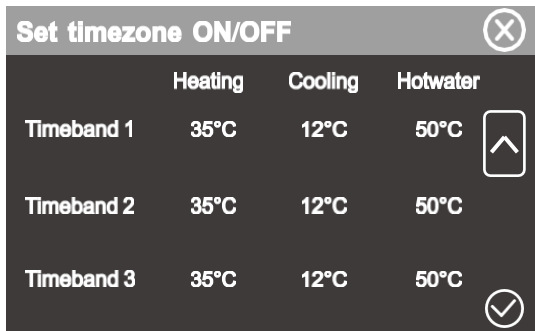 Set timezone ON/OFF
Heating Cooling Hotwater
Timeband 1 35°C 12°C 50°C
Timeband 2 35°C 12°C 50°C
Timeband 3 35°C 12°C 50°C